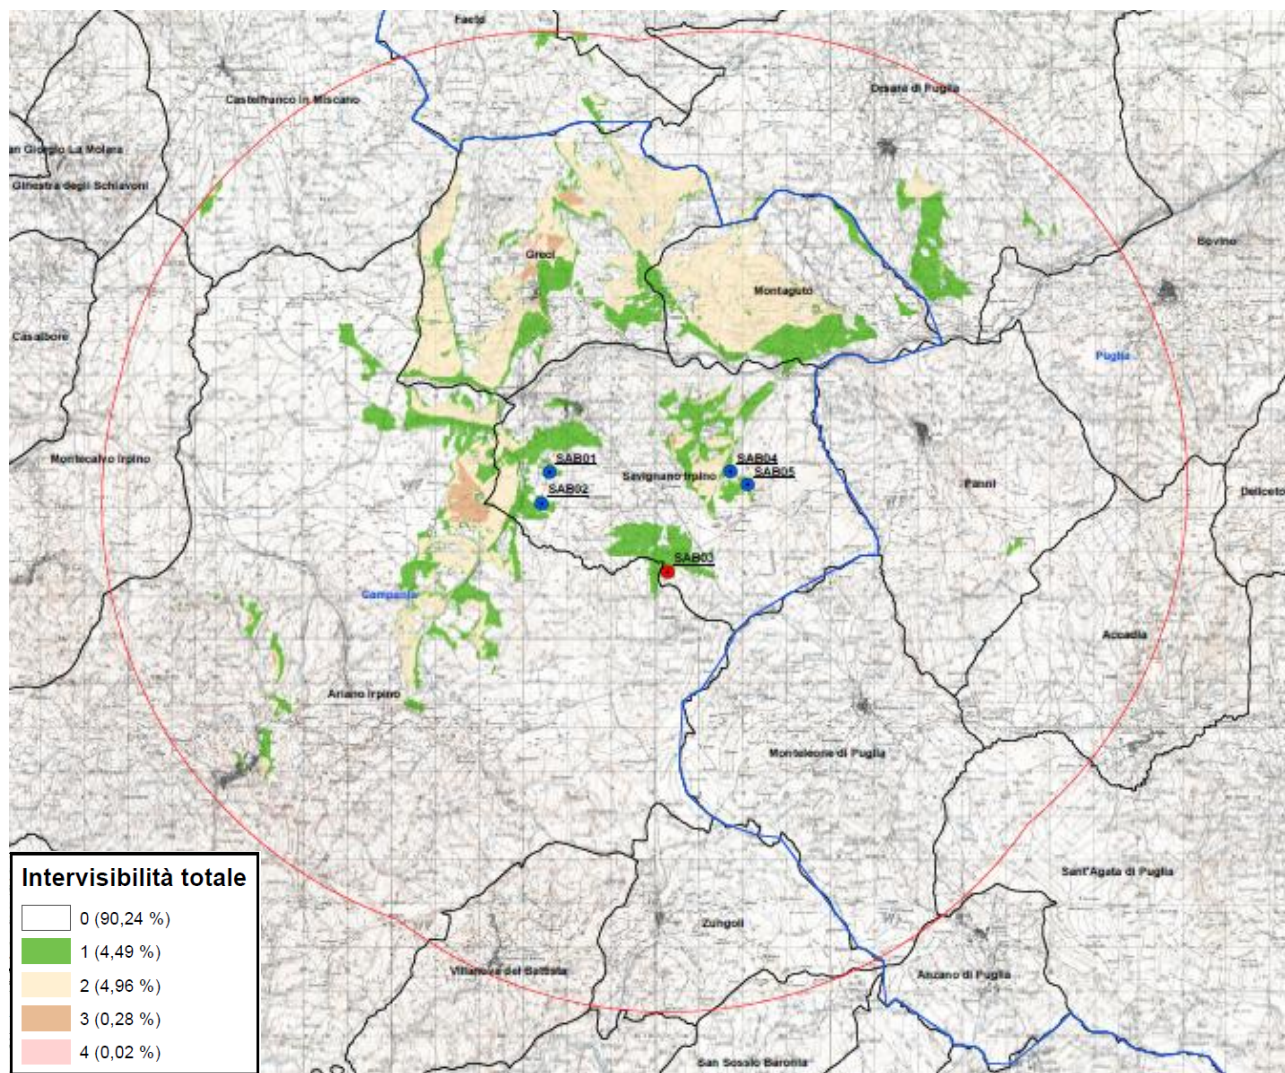 Faeto
Castelfranco in Miscano
Orsara di Puglia
an Giorgio La Molara
Ginestra degli Schiavoni
Bovino
Greci
Montaguto
Casalbore
Puglia
Montecalvo Irpino
SAB01
SAB04
Savignano Irpino
SAB05
SAB02
Panni
Deliceto
SAB03
Campania
Accadia
Ariano Irpino
Monteleone di Puglia
Sant'Agata di Puglia
Zungoli
Villanova del Battista
Anzano di Puglia
San Sossio Baronia
Intervisibilità totale
0 (90,24 %)
1 (4,49 %)
2 (4,96 %)
3 (0,28 %)
4 (0,02 %)